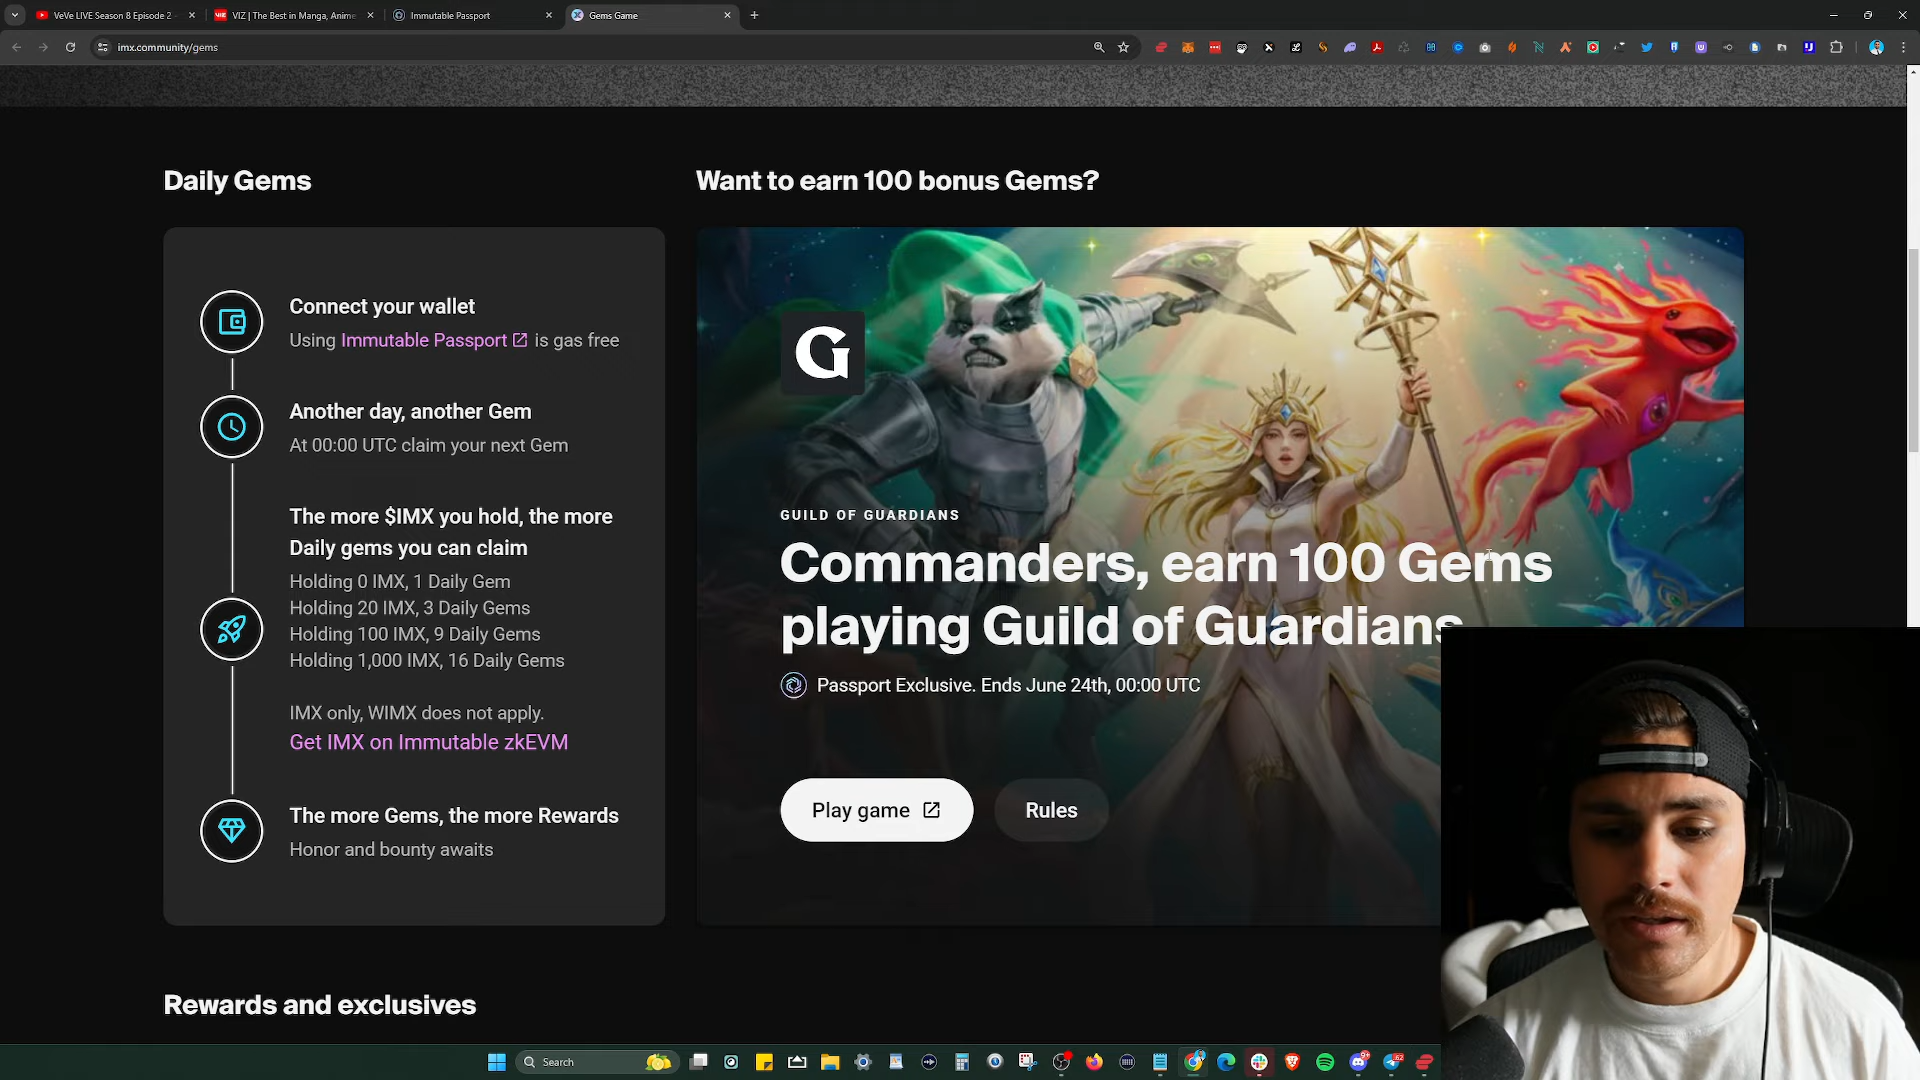 VeVe LIVE Season 8 Episode 2
VIZ | The Best in Manga, Anime
Immutable Passport
Gems Game
imx.community/gems
Daily Gems
Want to earn 100 bonus Gems?
Connect your wallet
Using Immutable Passport is gas free
Another day, another Gem
At 00:00 UTC claim your next Gem
The more $IMX you hold, the more
Daily gems you can claim
Holding 0 IMX, 1 Daily Gem
Holding 20 IMX, 3 Daily Gems
Holding 100 IMX, 9 Daily Gems
Holding 1,000 IMX, 16 Daily Gems
IMX only, WIMX does not apply.
Get IMX on Immutable zkEVM
The more Gems, the more Rewards
Honor and bounty awaits
G
GUILD OF GUARDIANS
Commanders, earn 100 Gems
playing Guild of Guardians
Passport Exclusive. Ends June 24th, 00:00 UTC
Play game
Rules
Rewards and exclusives
Search